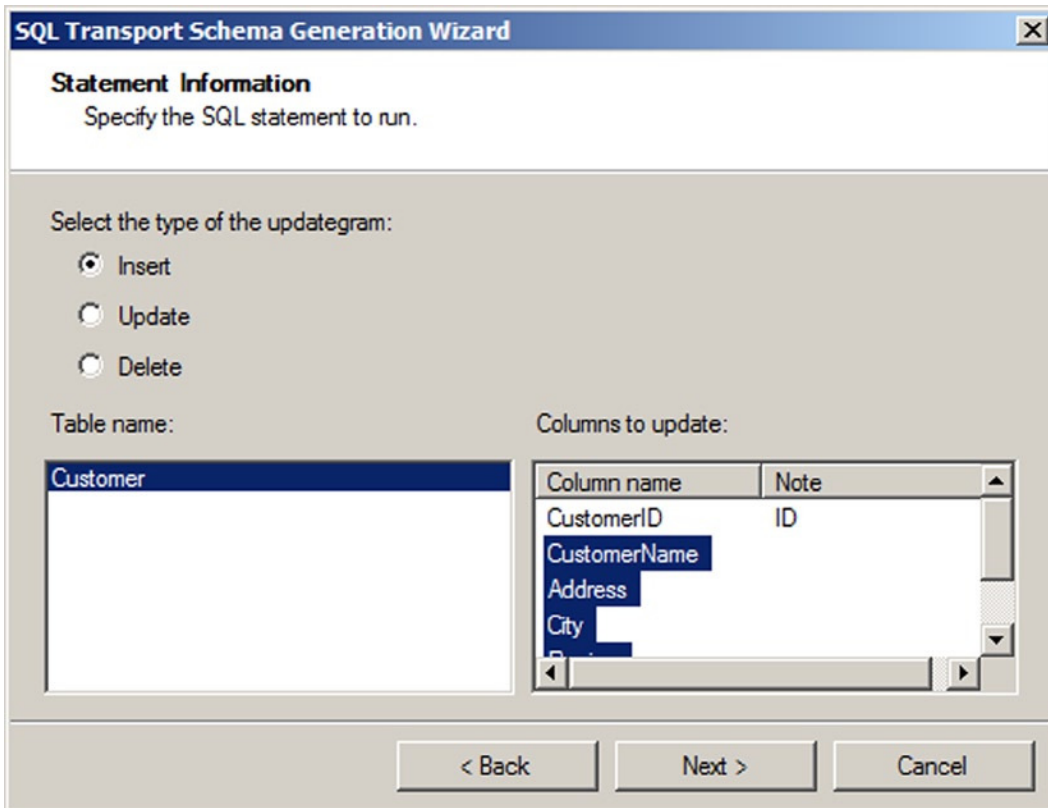 SQL Transport Schema Generation Wizard
Statement Information
Specify the SQL statement to run.
Select the type of the updategram:
Insert
Update
Delete
Table name:
Columns to update:
Customer
Column name Note
CustomerID ID
CustomerName
Address
City
< Back Next > Cancel